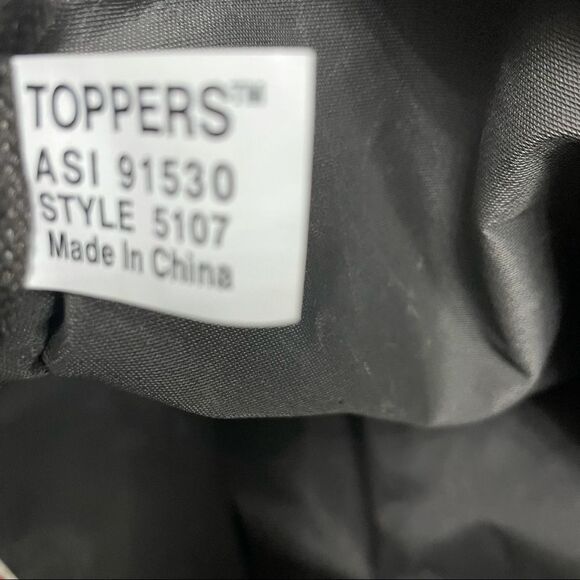 TOPPERS™
ASI 91530
STYLE 5107
Made In China